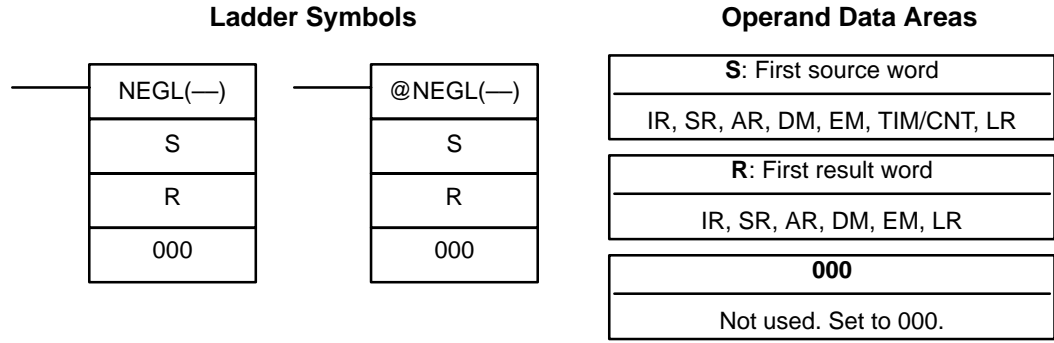 Ladder Symbols
NEGL(––)
S
R
000
@NEGL(––)
S
R
000
Operand Data Areas
S: First source word
IR, SR, AR, DM, EM, TIM/CNT, LR
R: First result word
IR, SR, AR, DM, EM, LR
000
Not used. Set to 000.